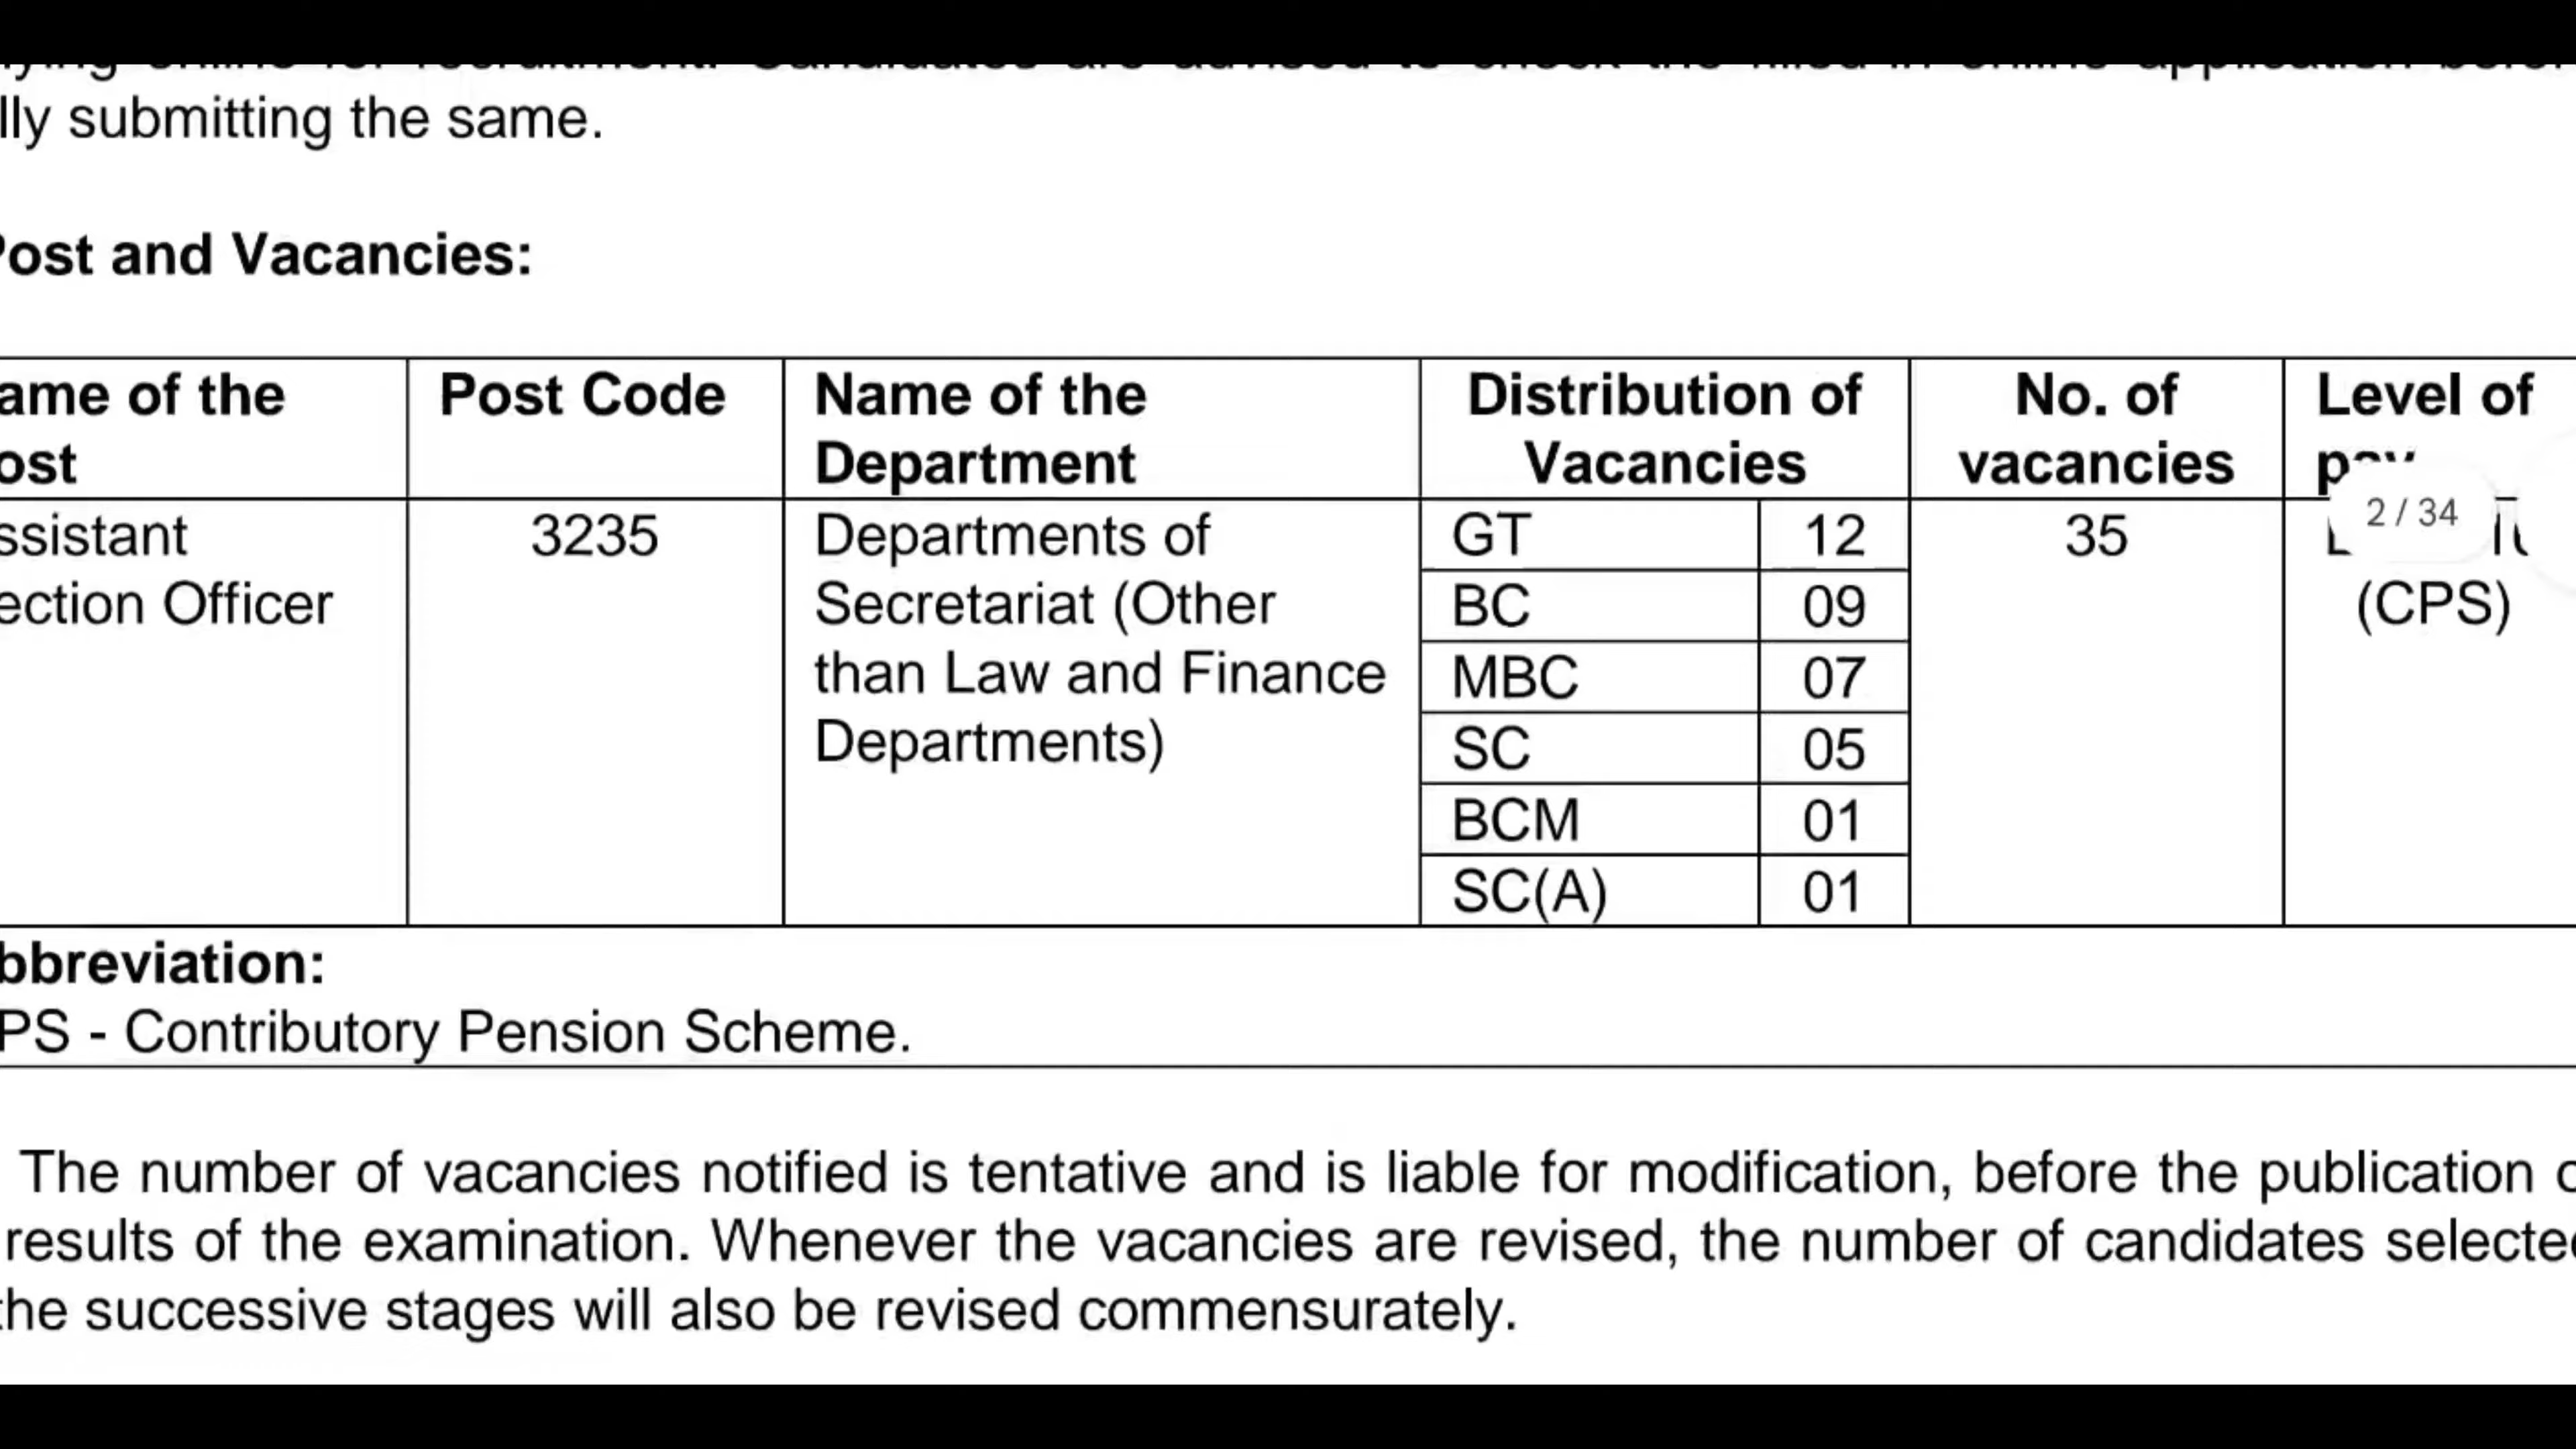 lly submitting the same.
Post and Vacancies:
ame of the
ost
Post Code
Name of the
Department
Distribution of
Vacancies
No. of
vacancies
Level of
ssistant
ection Officer
3235
Departments of
Secretariat (Other
than Law and Finance
Departments)
GT 12
BC 09
MBC 07
SC 05
BCM 01
SC(A) 01
35
2 / 34
(CPS)
bbreviation:
PS - Contributory Pension Scheme.
The number of vacancies notified is tentative and is liable for modification, before the publication
results of the examination. Whenever the vacancies are revised, the number of candidates selecte
the successive stages will also be revised commensurately.